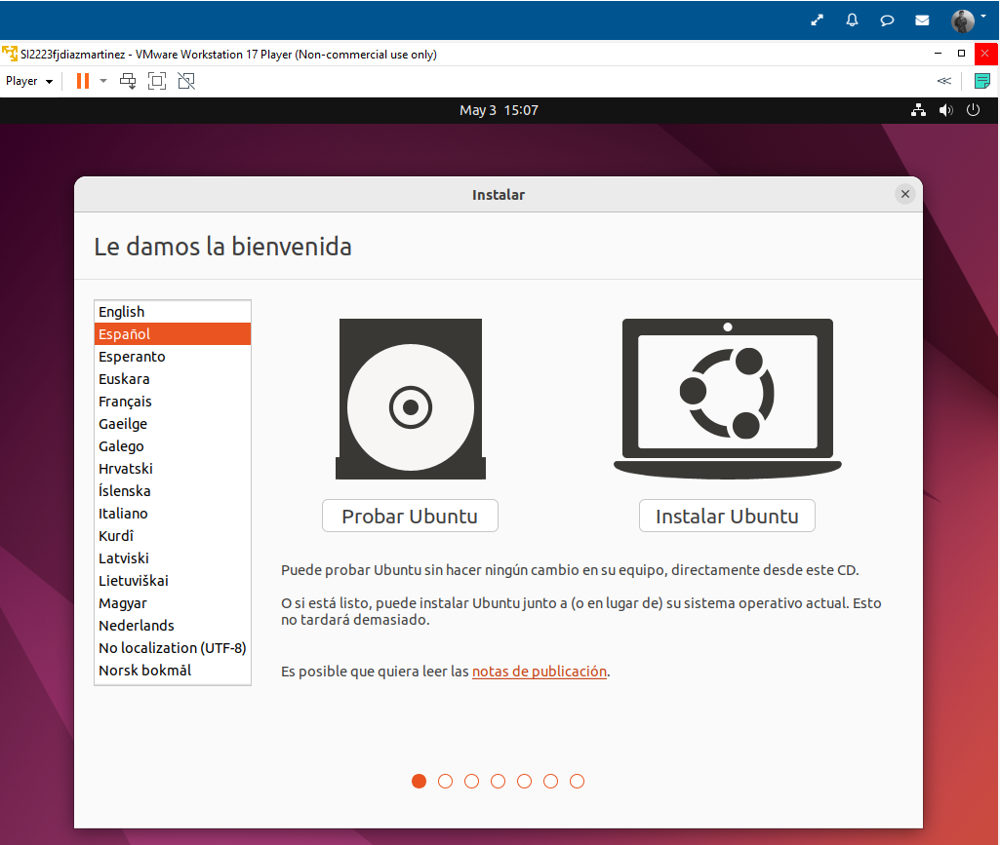 SI2223fjdiazmartinez - VMware Workstation 17 Player (Non-commercial use only)
Player
May 3 15:07
Instalar
Le damos la bienvenida
English
Español
Esperanto
Euskara
Français
Gaeilge
Galego
Hrvatski
Íslenska
Italiano
Kurdî
Latviski
Lietuviškai
Magyar
Nederlands
No localization (UTF-8)
Norsk bokmål
Probar Ubuntu
Instalar Ubuntu
Puede probar Ubuntu sin hacer ningún cambio en su equipo, directamente desde este CD.
O si está listo, puede instalar Ubuntu junto a (o en lugar de) su sistema operativo actual. Esto
no tardará demasiado.
Es posible que quiera leer las notas de publicación.